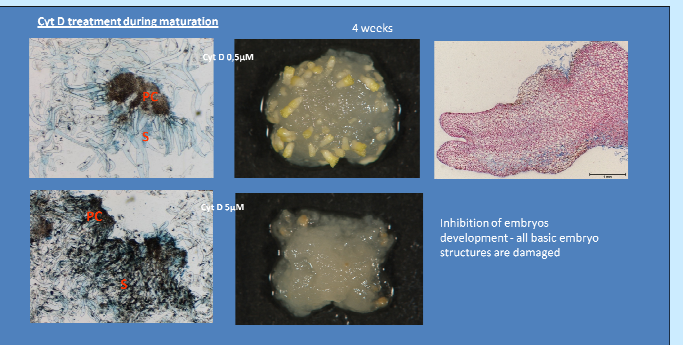 Cyt D treatment during maturation
4 weeks
Cyt D 0,5µM
PC
S
Cyt D 5µM
PC
S
Inhibition of embryos
development - all basic embryo
structures are damaged